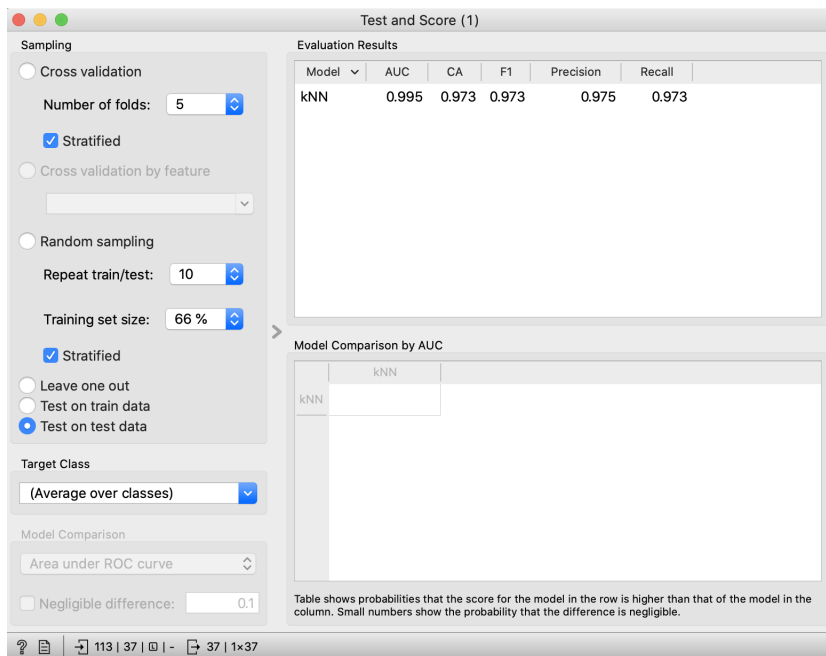 Test and Score (1)
Sampling
Cross validation
Number of folds: 5
Stratified
Cross validation by feature
Random sampling
Repeat train/test: 10
Training set size: 66 %
Stratified
Leave one out
Test on train data
Test on test data
Target Class
(Average over classes)
Model Comparison
Area under ROC curve
Negligible difference: 0.1
Evaluation Results
Model AUC CA F1 Precision Recall
kNN 0.995 0.973 0.973 0.975 0.973
Model Comparison by AUC
kNN
kNN
Table shows probabilities that the score for the model in the row is higher than that of the model in the
column. Small numbers show the probability that the difference is negligible.
? 113 | 37 | - 37 | 1×37